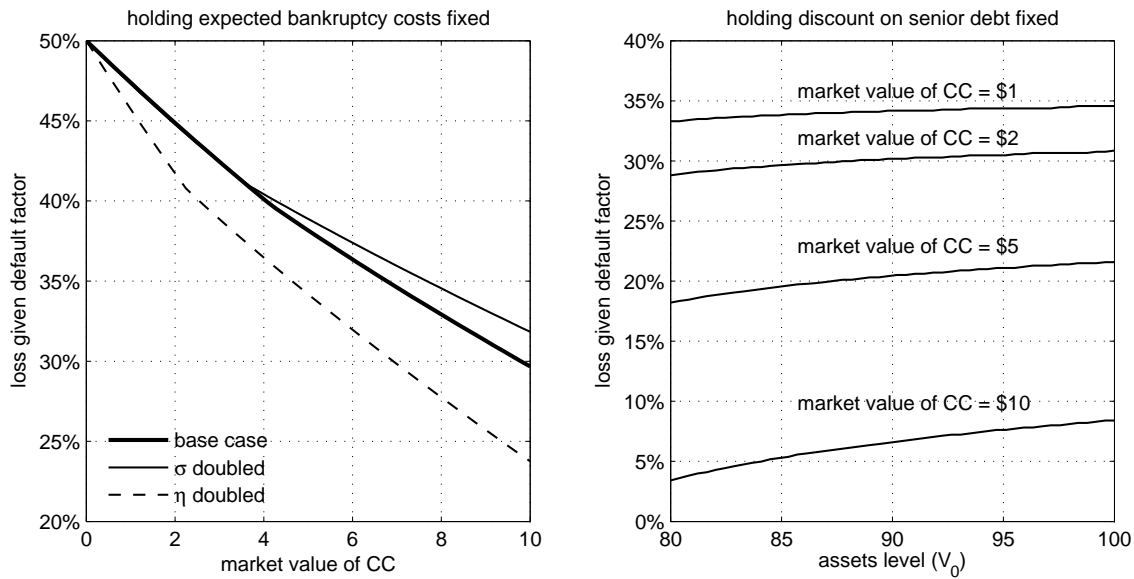 holding expected bankruptcy costs fixed
50%
45%
40%
35%
30%
25%
20%
loss given default factor
base case
σ doubled
η doubled
0 2 4 6 8 10
market value of CC
holding discount on senior debt fixed
40%
35%
30%
25%
20%
15%
10%
5%
0%
loss given default factor
market value of CC = $1
market value of CC = $2
market value of CC = $5
market value of CC = $10
80 85 90 95 100
assets level (V_0)